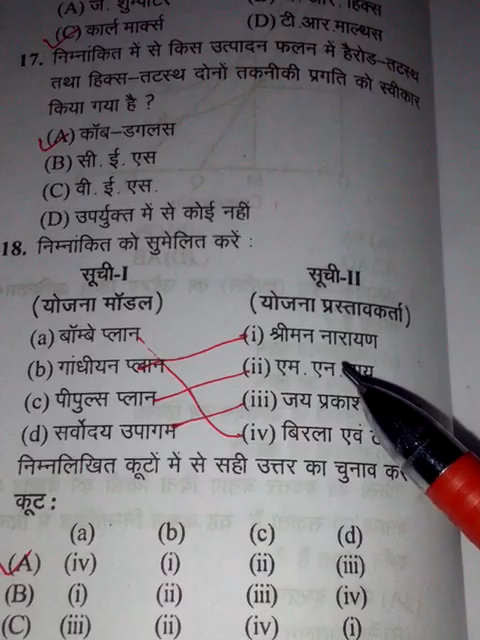 (A) ज. शुम्पीटर
(C) कार्ल मार्क्स (D) टी.आर.माल्थस
17. निम्नांकित में से किस उत्पादन फलन में हैरोड-तटस्थ
तथा हिक्स-तटस्थ दोनों तकनीकी प्रगति को स्वीकार
किया गया है ?
(A) कॉब-डगलस
(B) सी. ई. एस
(C) वी. ई. एस.
(D) उपर्युक्त में से कोई नहीं
18. निम्नांकित को सुमेलित करें :
सूची-I सूची-II
(योजना मॉडल) (योजना प्रस्तावकर्ता)
(a) बॉम्बे प्लान (i) श्रीमन नारायण
(b) गांधीयन प्लान (ii) एम. एन
(c) पीपुल्स प्लान (iii) जय
(d) सर्वोदय उपागम (iv) बिरला एवं
निम्नलिखित कूटों में से सही उत्तर का चुनाव
कूट :
(a) (b) (c) (d)
(A) (iv) (i) (ii) (iii)
(B) (i) (ii) (iii) (iv)
(C) (iii) (ii) (iv) (i)